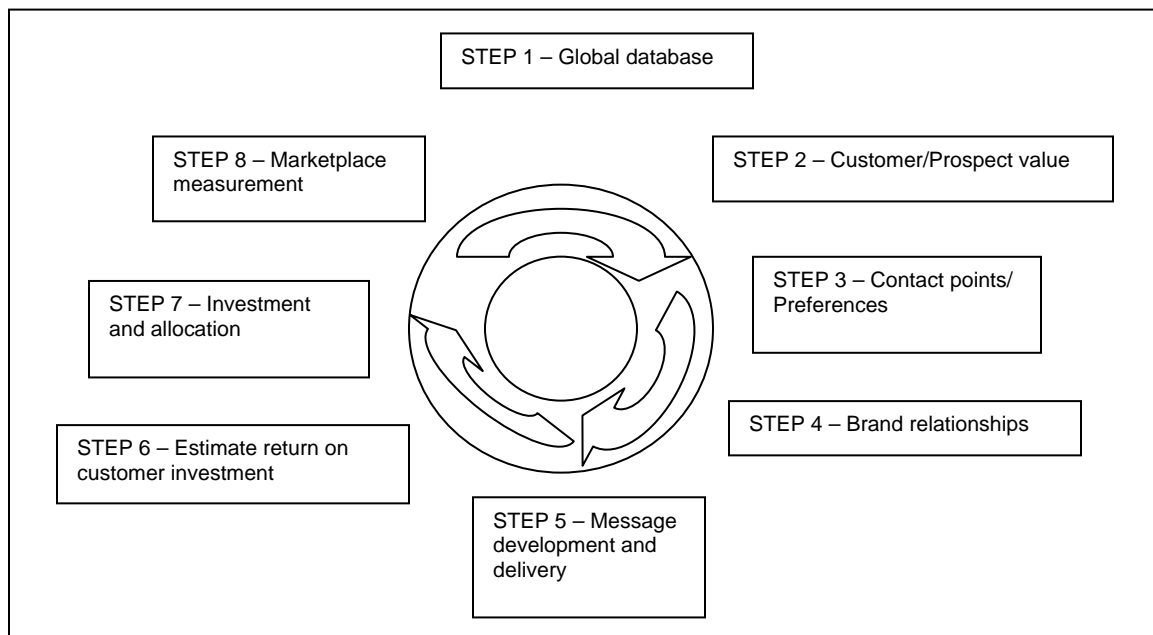 STEP 1 – Global database
STEP 2 – Customer/Prospect value
STEP 3 – Contact points/
Preferences
STEP 4 – Brand relationships
STEP 5 – Message
development and
delivery
STEP 6 – Estimate return on
customer investment
STEP 7 – Investment
and allocation
STEP 8 – Marketplace
measurement